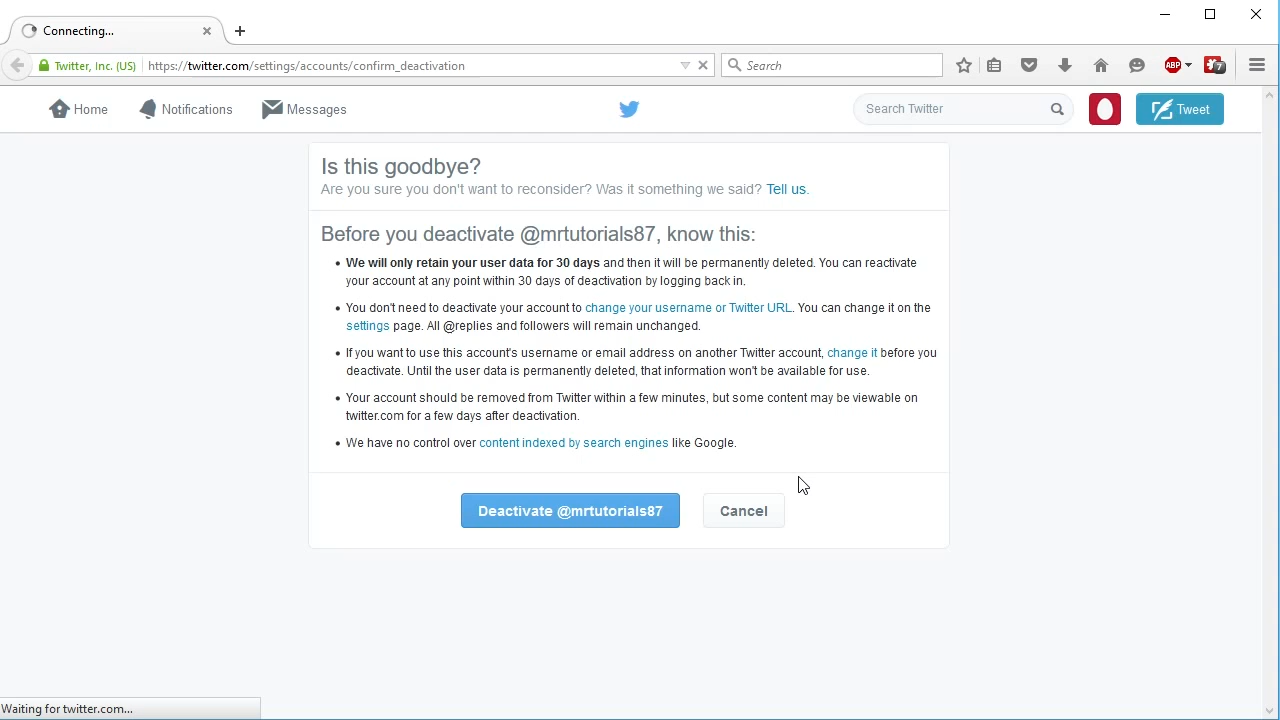 Connecting...
Twitter, Inc. (US)
https://twitter.com/settings/accounts/confirm_deactivation
Search
ABP
7
Home
Notifications
Messages
Search Twitter
Tweet
Is this goodbye?
Are you sure you don't want to reconsider? Was it something we said? Tell us.
Before you deactivate @mrtutorials87, know this:
• We will only retain your user data for 30 days and then it will be permanently deleted. You can reactivate
your account at any point within 30 days of deactivation by logging back in.
• You don't need to deactivate your account to change your username or Twitter URL. You can change it on the
settings page. All @replies and followers will remain unchanged.
• If you want to use this account's username or email address on another Twitter account, change it before you
deactivate. Until the user data is permanently deleted, that information won't be available for use.
• Your account should be removed from Twitter within a few minutes, but some content may be viewable on
twitter.com for a few days after deactivation.
• We have no control over content indexed by search engines like Google.
Deactivate @mrtutorials87
Cancel
Waiting for twitter.com...